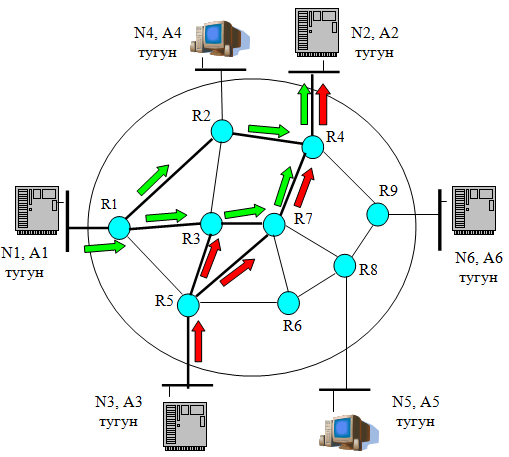 N4, A4
тугун
N2, A2
тугун
R2
R4
R9
R1
R3
R7
N1, A1
тугун
N6, A6
тугун
R8
R5
R6
N3, A3
тугун
N5, A5
тугун